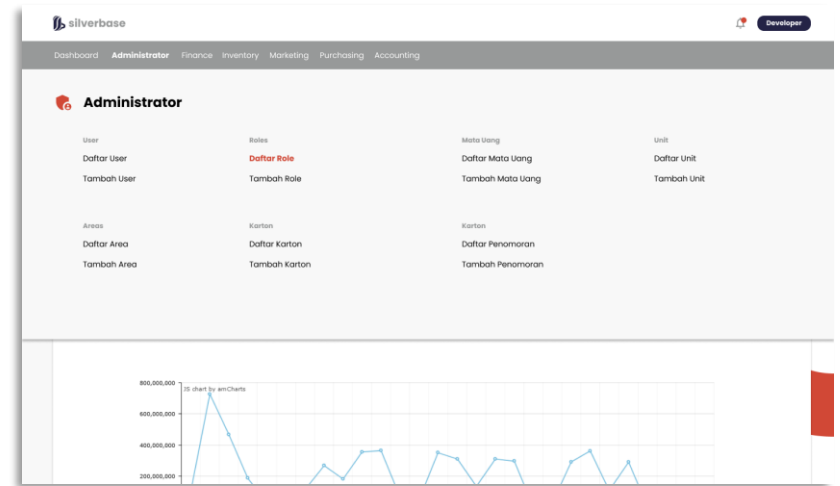 silverbase
Developer
Dashboard Administrator Finance Inventory Marketing Purchasing Accounting
Administrator
User
Daftar User
Tambah User
Roles
Daftar Role
Tambah Role
Mata Uang
Daftar Mata Uang
Tambah Mata Uang
Unit
Daftar Unit
Tambah Unit
Areas
Daftar Area
Tambah Area
Karton
Daftar Karton
Tambah Karton
Karton
Daftar Penomoran
Tambah Penomoran
800,000,000
JS chart by amCharts
600,000,000
400,000,000
200,000,000